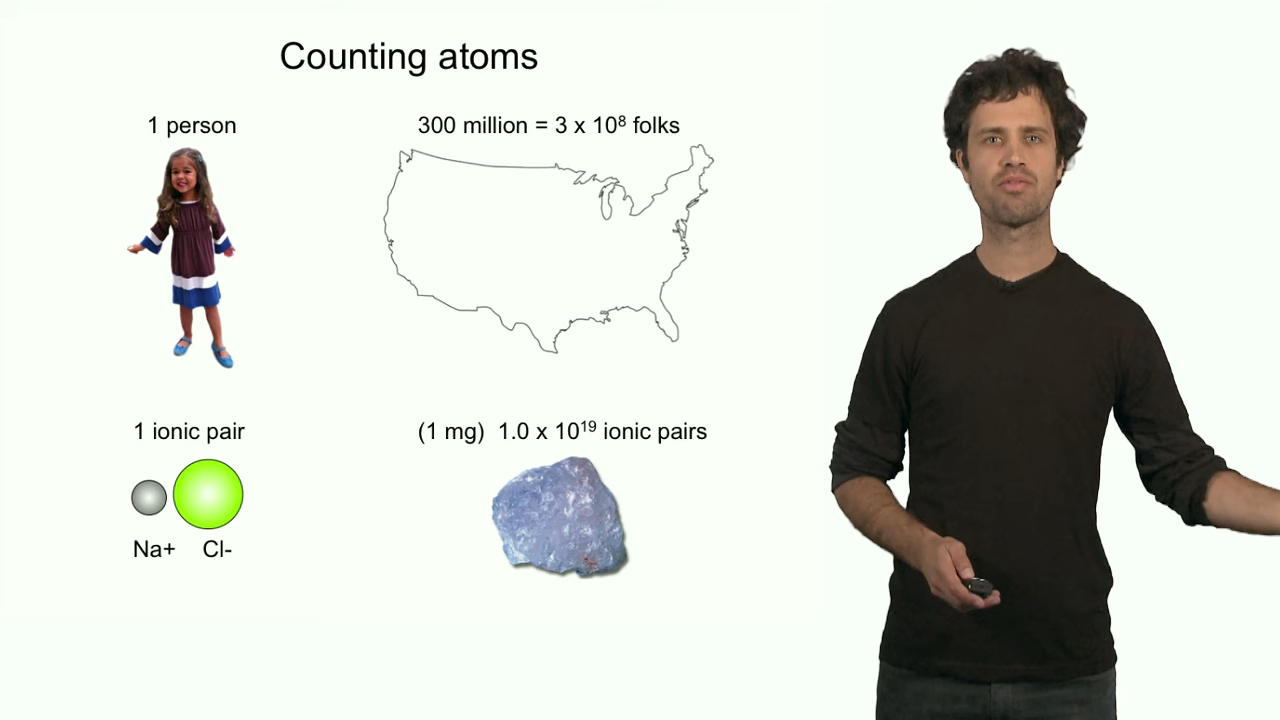 Counting atoms
1 person
300 million = 3 x 10⁸ folks
1 ionic pair
(1 mg)  1.0 x 10¹⁹ ionic pairs
Na+
Cl-